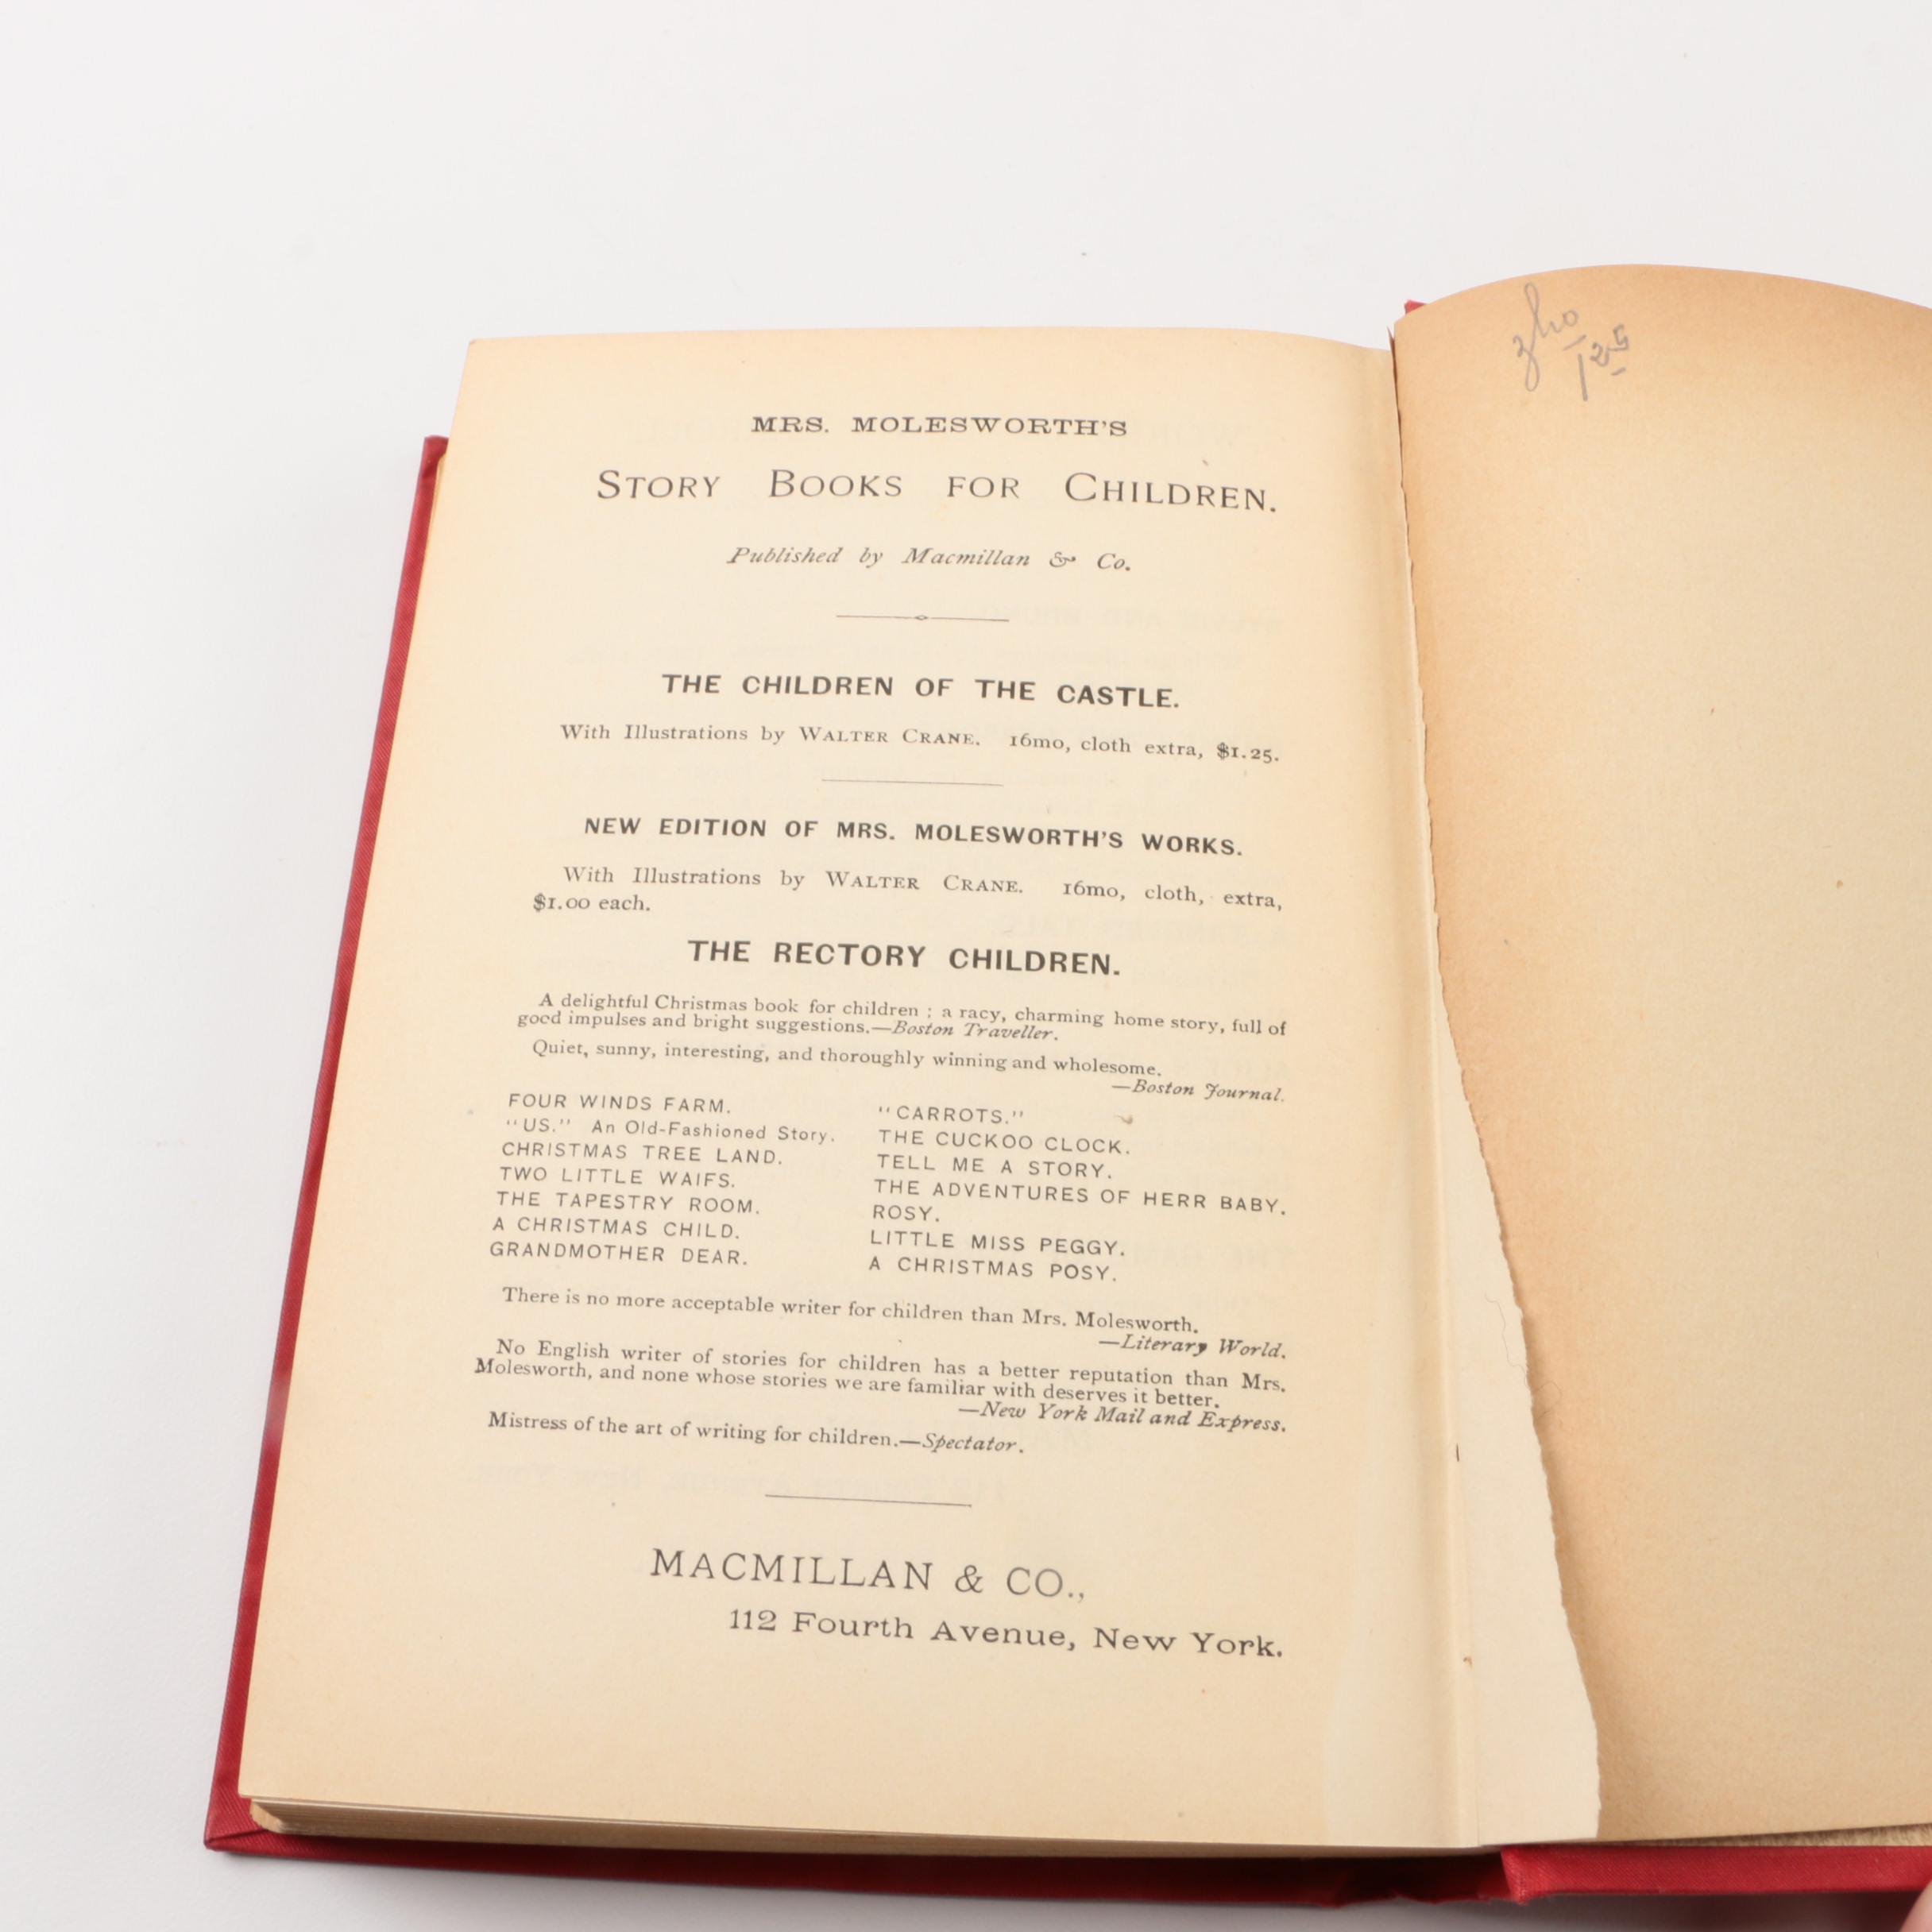 MRS. MOLESWORTH'S
STORY BOOKS FOR CHILDREN.
Published by Macmillan & Co.
THE CHILDREN OF THE CASTLE.
With Illustrations by WALTER CRANE. 16mo, cloth extra, $1.25.
NEW EDITION OF MRS. MOLESWORTH'S WORKS.
With Illustrations by WALTER CRANE. 16mo, cloth, extra,
$1.00 each.
THE RECTORY CHILDREN.
A delightful Christmas book for children ; a racy, charming home story, full of
good impulses and bright suggestions.—Boston Traveller.
Quiet, sunny, interesting, and thoroughly winning and wholesome.
—Boston Journal.
FOUR WINDS FARM.
"US." An Old-Fashioned Story.
CHRISTMAS TREE LAND.
TWO LITTLE WAIFS.
THE TAPESTRY ROOM.
A CHRISTMAS CHILD.
GRANDMOTHER DEAR.
"CARROTS."
THE CUCKOO CLOCK.
TELL ME A STORY.
THE ADVENTURES OF HERR BABY.
ROSY.
LITTLE MISS PEGGY.
A CHRISTMAS POSY.
There is no more acceptable writer for children than Mrs. Molesworth.
—Literary World.
No English writer of stories for children has a better reputation than Mrs.
Molesworth, and none whose stories we are familiar with deserves it better.
—New York Mail and Express.
Mistress of the art of writing for children.—Spectator.
MACMILLAN & CO.,
112 Fourth Avenue, New York.
125